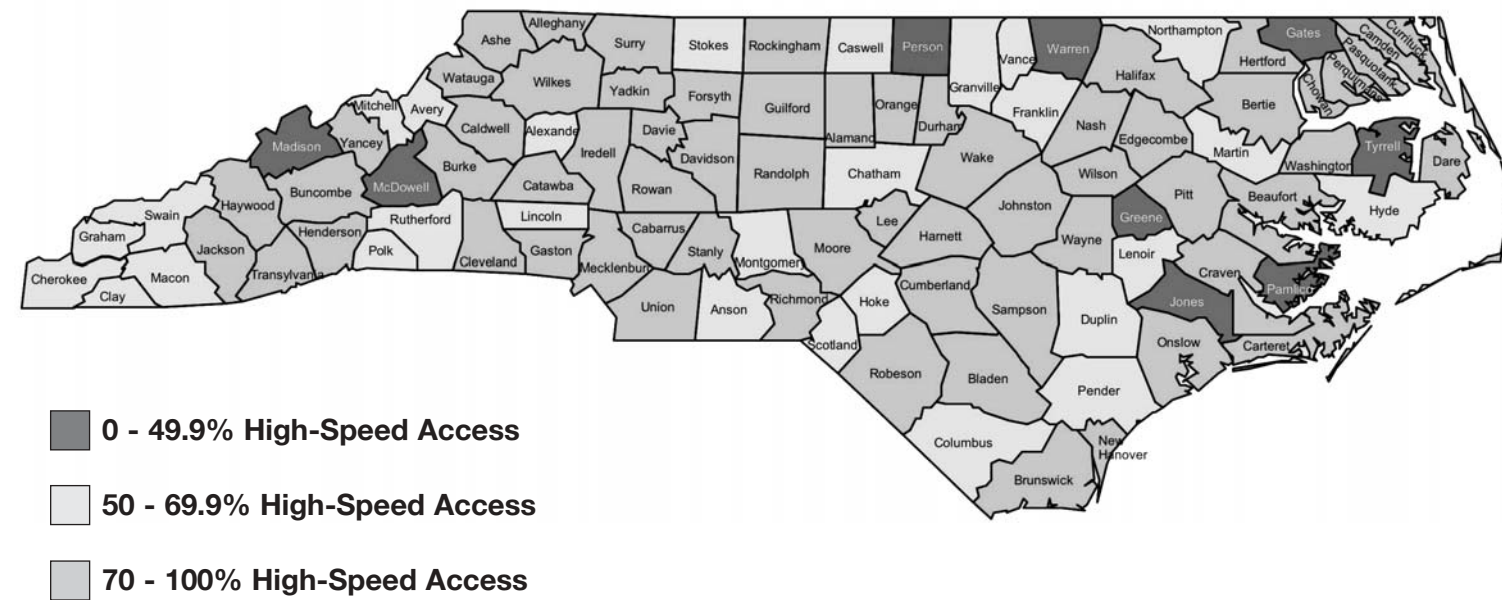 Alleghany
Ashe
Surry
Stokes
Rockingham
Caswell
Person
Granville
Vance
Warren
Northampton
Gates
Hertford
Currituck
Camden
Pasquotank
Perquimans
Chowan
Watauga
Wilkes
Yadkin
Forsyth
Guilford
Alamanc
Orange
Durham
Franklin
Halifax
Bertie
Mitchell
Avery
Caldwell
Alexande
Davie
Iredell
Davidson
Randolph
Chatham
Wake
Nash
Edgecombe
Martin
Washington
Tyrrell
Dare
Madison
Yancey
McDowell
Burke
Catawba
Rowan
Johnston
Wilson
Pitt
Beaufort
Hyde
Swain
Haywood
Buncombe
Rutherford
Lincoln
Cabarrus
Lee
Harnett
Wayne
Greene
Graham
Jackson
Henderson
Polk
Cleveland
Gaston
Mecklenburg
Stanly
Montgomery
Moore
Lenoir
Craven
Pamlico
Cherokee
Macon
Clay
Transylvania
Union
Anson
Richmond
Hoke
Cumberland
Sampson
Duplin
Jones
Scotland
Onslow
Carteret
Robeson
Bladen
Pender
Columbus
New
Hanover
Brunswick
0 - 49.9% High-Speed Access
50 - 69.9% High-Speed Access
70 - 100% High-Speed Access